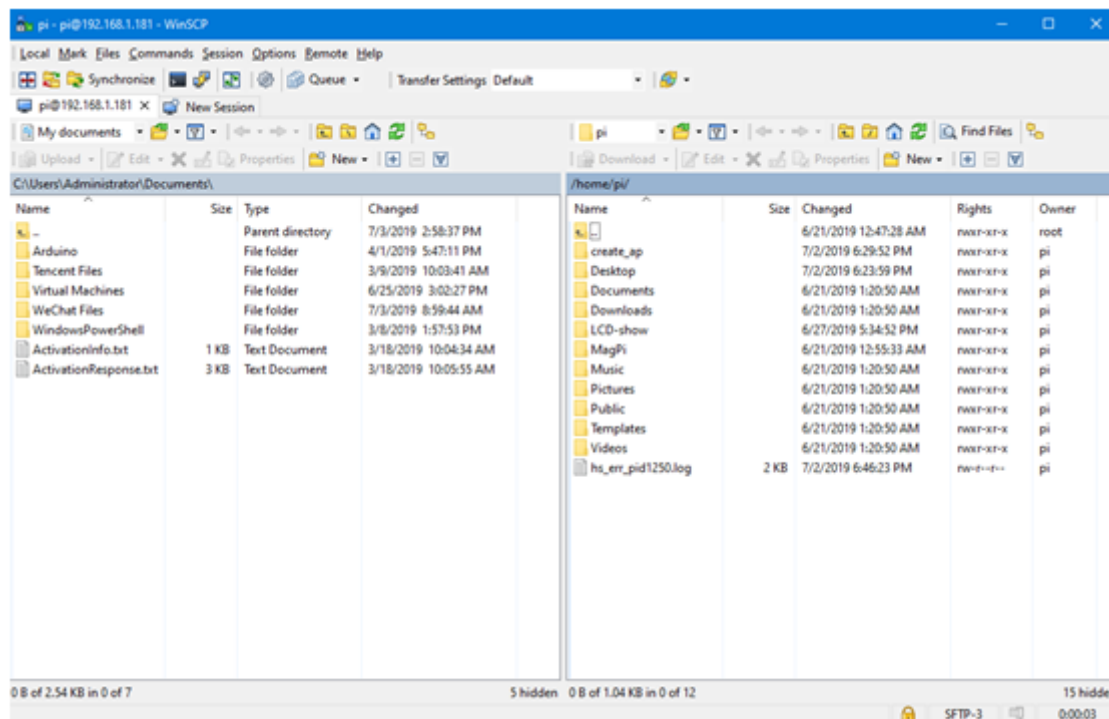 pi - pi@192.168.1.181 - WinSCP
Local Mark Files Commands Session Options Remote Help
Synchronize Queue Transfer Settings Default
pi@192.168.1.181 New Session
My documents
Upload Edit Properties New
C:\Users\Administrator\Documents\
Name Size Type Changed
.. Parent directory 7/3/2019 2:58:37 PM
Arduino File folder 4/1/2019 5:47:11 PM
Tencent Files File folder 3/9/2019 10:03:41 AM
Virtual Machines File folder 6/25/2019 3:02:27 PM
WeChat Files File folder 7/3/2019 8:59:44 AM
WindowsPowerShell File folder 3/8/2019 1:57:53 PM
ActivationInfo.txt 1 KB Text Document 3/18/2019 10:04:34 AM
ActivationResponse.txt 3 KB Text Document 3/18/2019 10:05:55 AM
0 B of 2.54 KB in 0 of 7 5 hidden
pi Find Files
Download Edit Properties New
/home/pi/
Name Size Changed Rights Owner
.. 6/21/2019 12:47:28 AM rwxr-xr-x root
create_ap 7/2/2019 6:29:52 PM rwxr-xr-x pi
Desktop 7/2/2019 6:23:59 PM rwxr-xr-x pi
Documents 6/21/2019 1:20:50 AM rwxr-xr-x pi
Downloads 6/21/2019 1:20:50 AM rwxr-xr-x pi
LCD-show 6/27/2019 5:34:52 PM rwxr-xr-x pi
MagPi 6/21/2019 12:55:33 AM rwxr-xr-x pi
Music 6/21/2019 1:20:50 AM rwxr-xr-x pi
Pictures 6/21/2019 1:20:50 AM rwxr-xr-x pi
Public 6/21/2019 1:20:50 AM rwxr-xr-x pi
Templates 6/21/2019 1:20:50 AM rwxr-xr-x pi
Videos 6/21/2019 1:20:50 AM rwxr-xr-x pi
hs_err_pid1250.log 2 KB 7/2/2019 6:46:23 PM rw-r--r-- pi
0 B of 1.04 KB in 0 of 12 15 hidde
SFTP-3 0:00:03